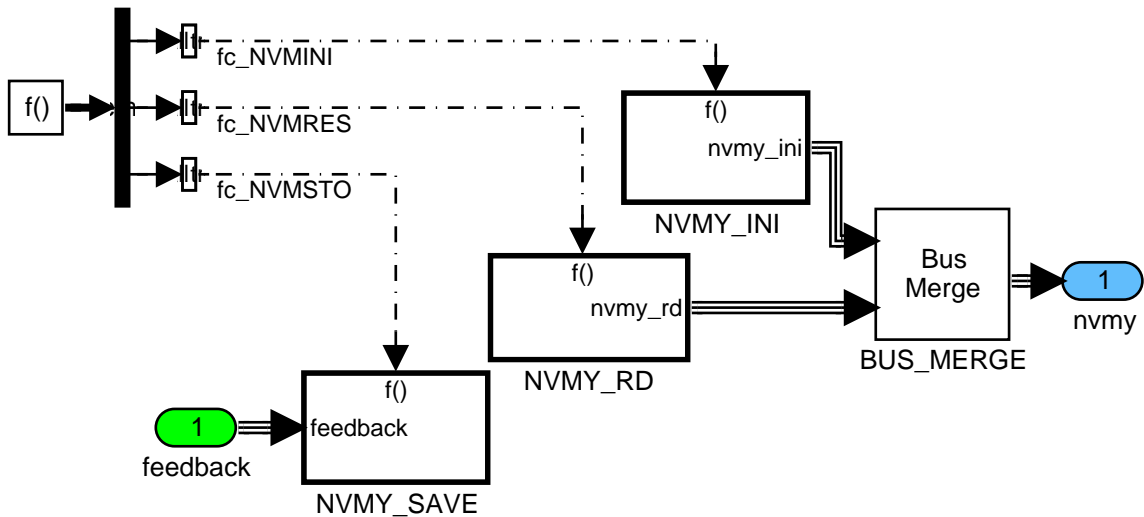 f()
fc_NVMINI
fc_NVMRES
fc_NVMSTO
f()
nvmy_ini
NVMY_INI
f()
nvmy_rd
NVMY_RD
Bus
Merge
BUS_MERGE
1
nvmy
1
feedback
f()
feedback
NVMY_SAVE